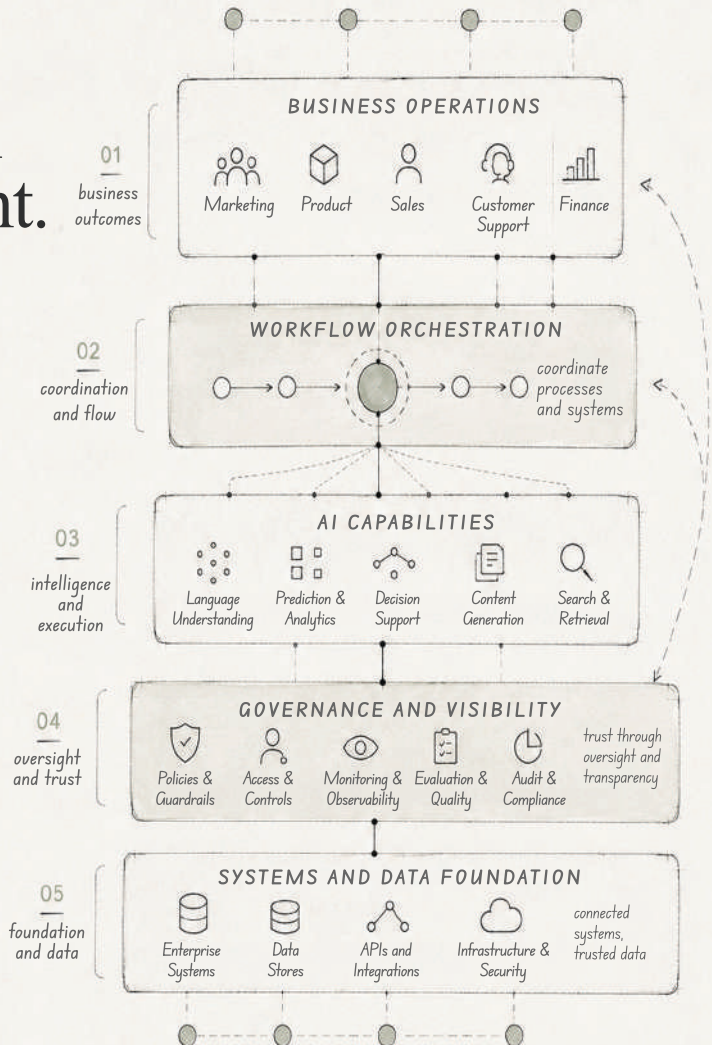 nt.
BUSINESS OPERATIONS
01
business
outcomes
Marketing
Product
Sales
Customer
Support
Finance
WORKFLOW ORCHESTRATION
02
coordination
and flow
coordinate
processes
and systems
AI CAPABILITIES
03
intelligence
and
execution
Language
Understanding
Prediction &
Analytics
Decision
Support
Content
Generation
Search &
Retrieval
GOVERNANCE AND VISIBILITY
04
oversight
and trust
Policies &
Guardrails
Access &
Controls
Monitoring &
Observability
Evaluation &
Quality
Audit &
Compliance
trust through
oversight and
transparency
SYSTEMS AND DATA FOUNDATION
05
foundation
and data
Enterprise
Systems
Data
Stores
APIs and
Integrations
Infrastructure &
Security
connected
systems,
trusted data